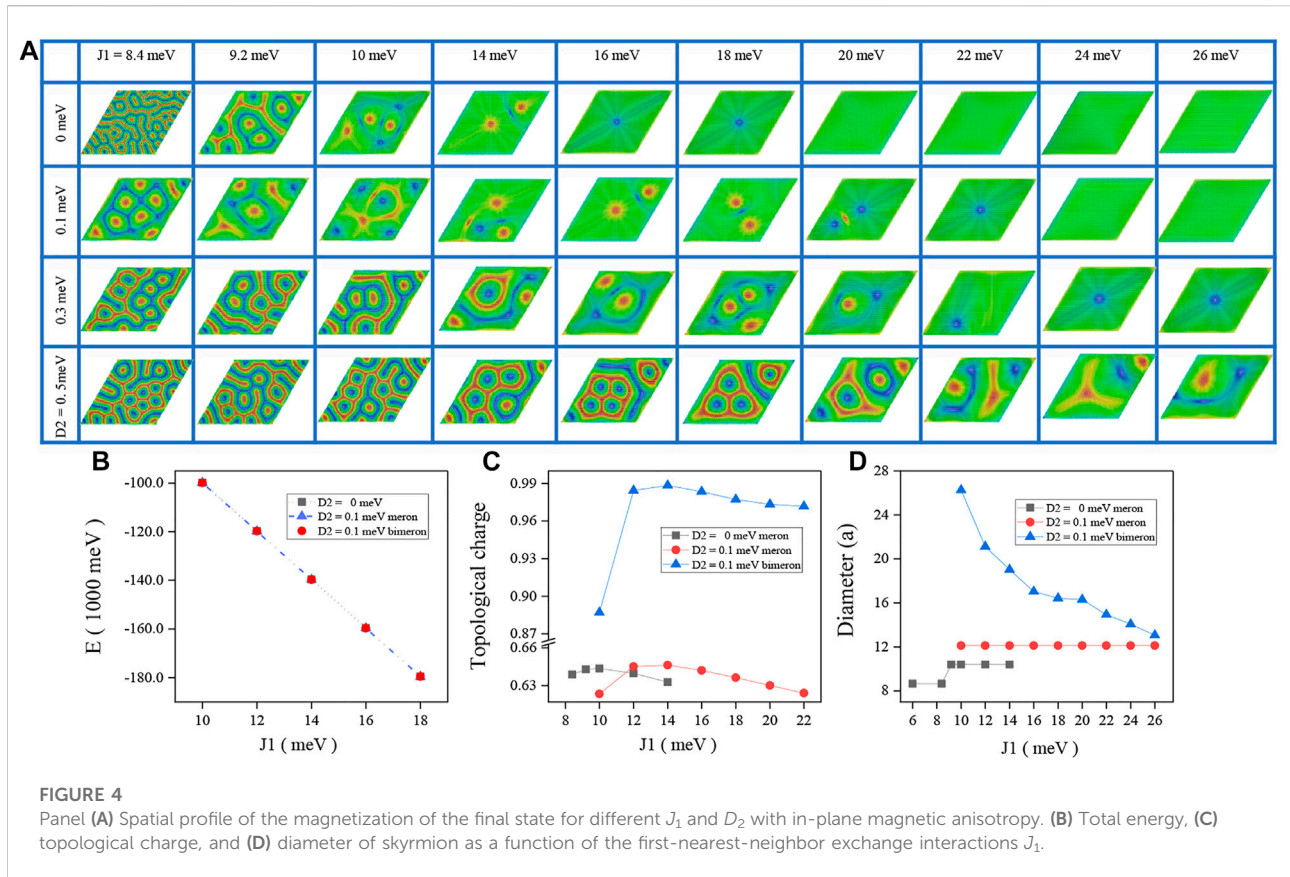 A
J1 = 8.4 meV 9.2 meV 10 meV 14 meV 16 meV 18 meV 20 meV 22 meV 24 meV 26 meV
0 meV
0.1 meV
0.3 meV
D2 = 0. 5meV
B
E ( 1000 meV )
-100.0
-120.0
-140.0
-160.0
-180.0
D2 = 0 meV
D2 = 0.1 meV meron
D2 = 0.1 meV bimeron
10 12 14 16 18
J1 ( meV )
C
Topological charge
0.99
0.96
0.93
0.90
0.87
0.66
0.63
D2 = 0 meV meron
D2 = 0.1 meV meron
D2 = 0.1 meV bimeron
8 10 12 14 16 18 20 22
J1 ( meV )
D
Diameter (a)
28
24
20
16
12
8
D2 = 0 meV meron
D2 = 0.1 meV meron
D2 = 0.1 meV bimeron
6 8 10 12 14 16 18 20 22 24 26
J1 ( meV )
FIGURE 4
Panel (A) Spatial profile of the magnetization of the final state for different J1 and D2 with in-plane magnetic anisotropy. (B) Total energy, (C)
topological charge, and (D) diameter of skyrmion as a function of the first-nearest-neighbor exchange interactions J1.